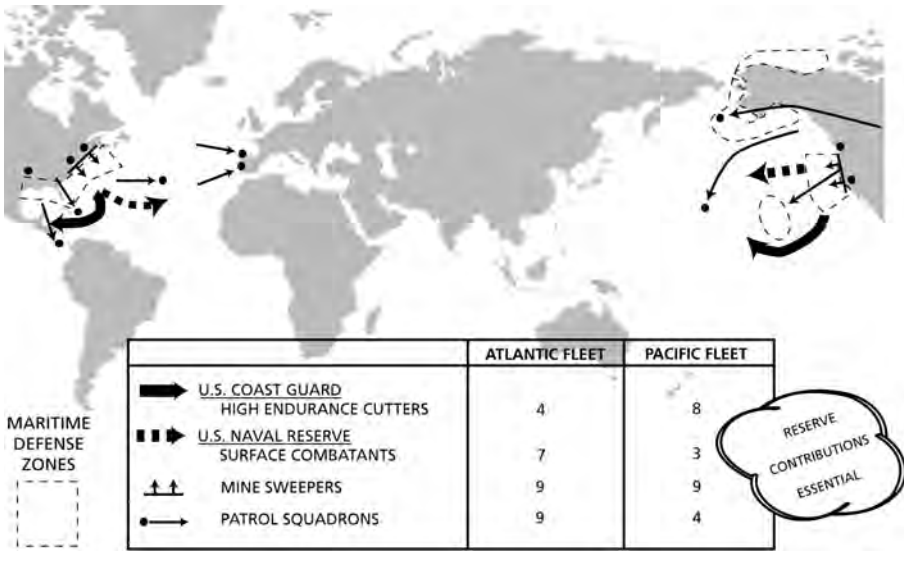 ATLANTIC FLEET PACIFIC FLEET
U.S. COAST GUARD
HIGH ENDURANCE CUTTERS 4 8
U.S. NAVAL RESERVE
SURFACE COMBATANTS 7 3
MINE SWEEPERS 9 9
PATROL SQUADRONS 9 4
MARITIME
DEFENSE
ZONES
RESERVE
CONTRIBUTIONS
ESSENTIAL